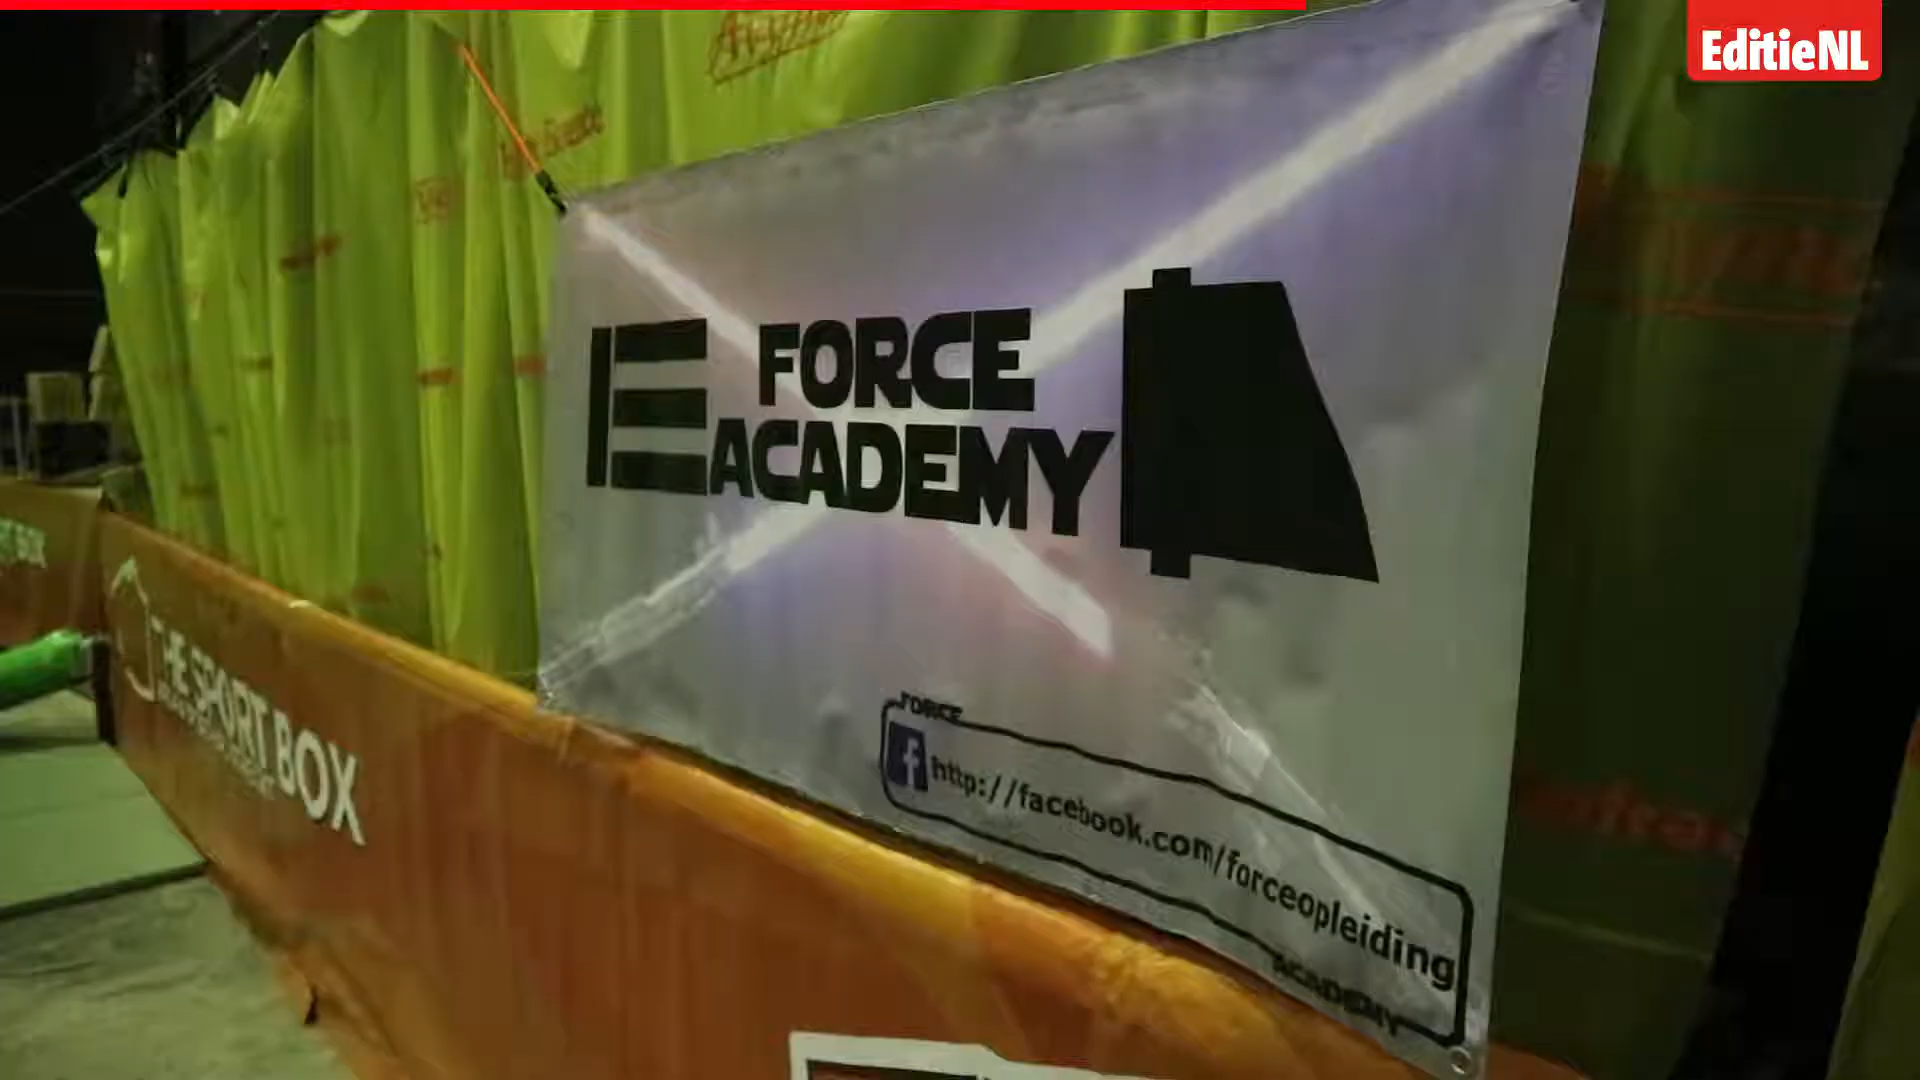 EditieNL
FORCE
ACADEMY
FORCE
http://facebook.com/forceopleiding
ACADEMY
THE SPORT BOX